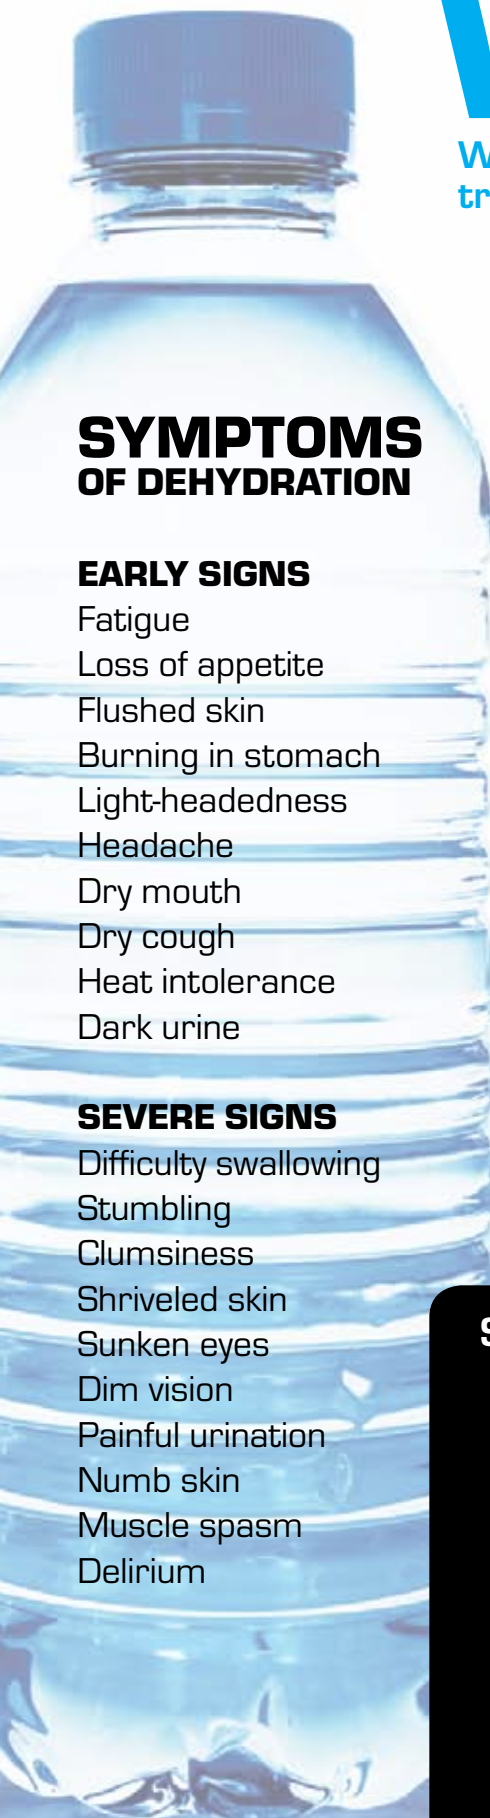 SYMPTOMS
OF DEHYDRATION
EARLY SIGNS
Fatigue
Loss of appetite
Flushed skin
Burning in stomach
Light-headedness
Headache
Dry mouth
Dry cough
Heat intolerance
Dark urine
SEVERE SIGNS
Difficulty swallowing
Stumbling
Clumsiness
Shriveled skin
Sunken eyes
Dim vision
Painful urination
Numb skin
Muscle spasm
Delirium